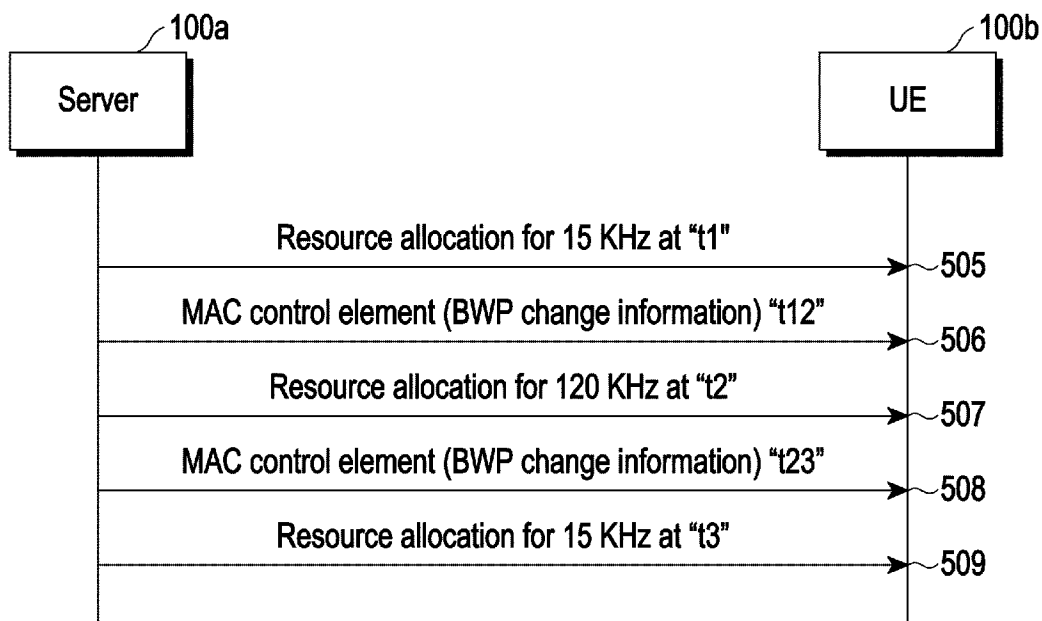 100a
100b
Server
UE
Resource allocation for 15 KHz at “t1"
505
MAC control element (BWP change information) “t12”
506
Resource allocation for 120 KHz at “t2”
507
MAC control element (BWP change information) “t23”
508
Resource allocation for 15 KHz at “t3”
509